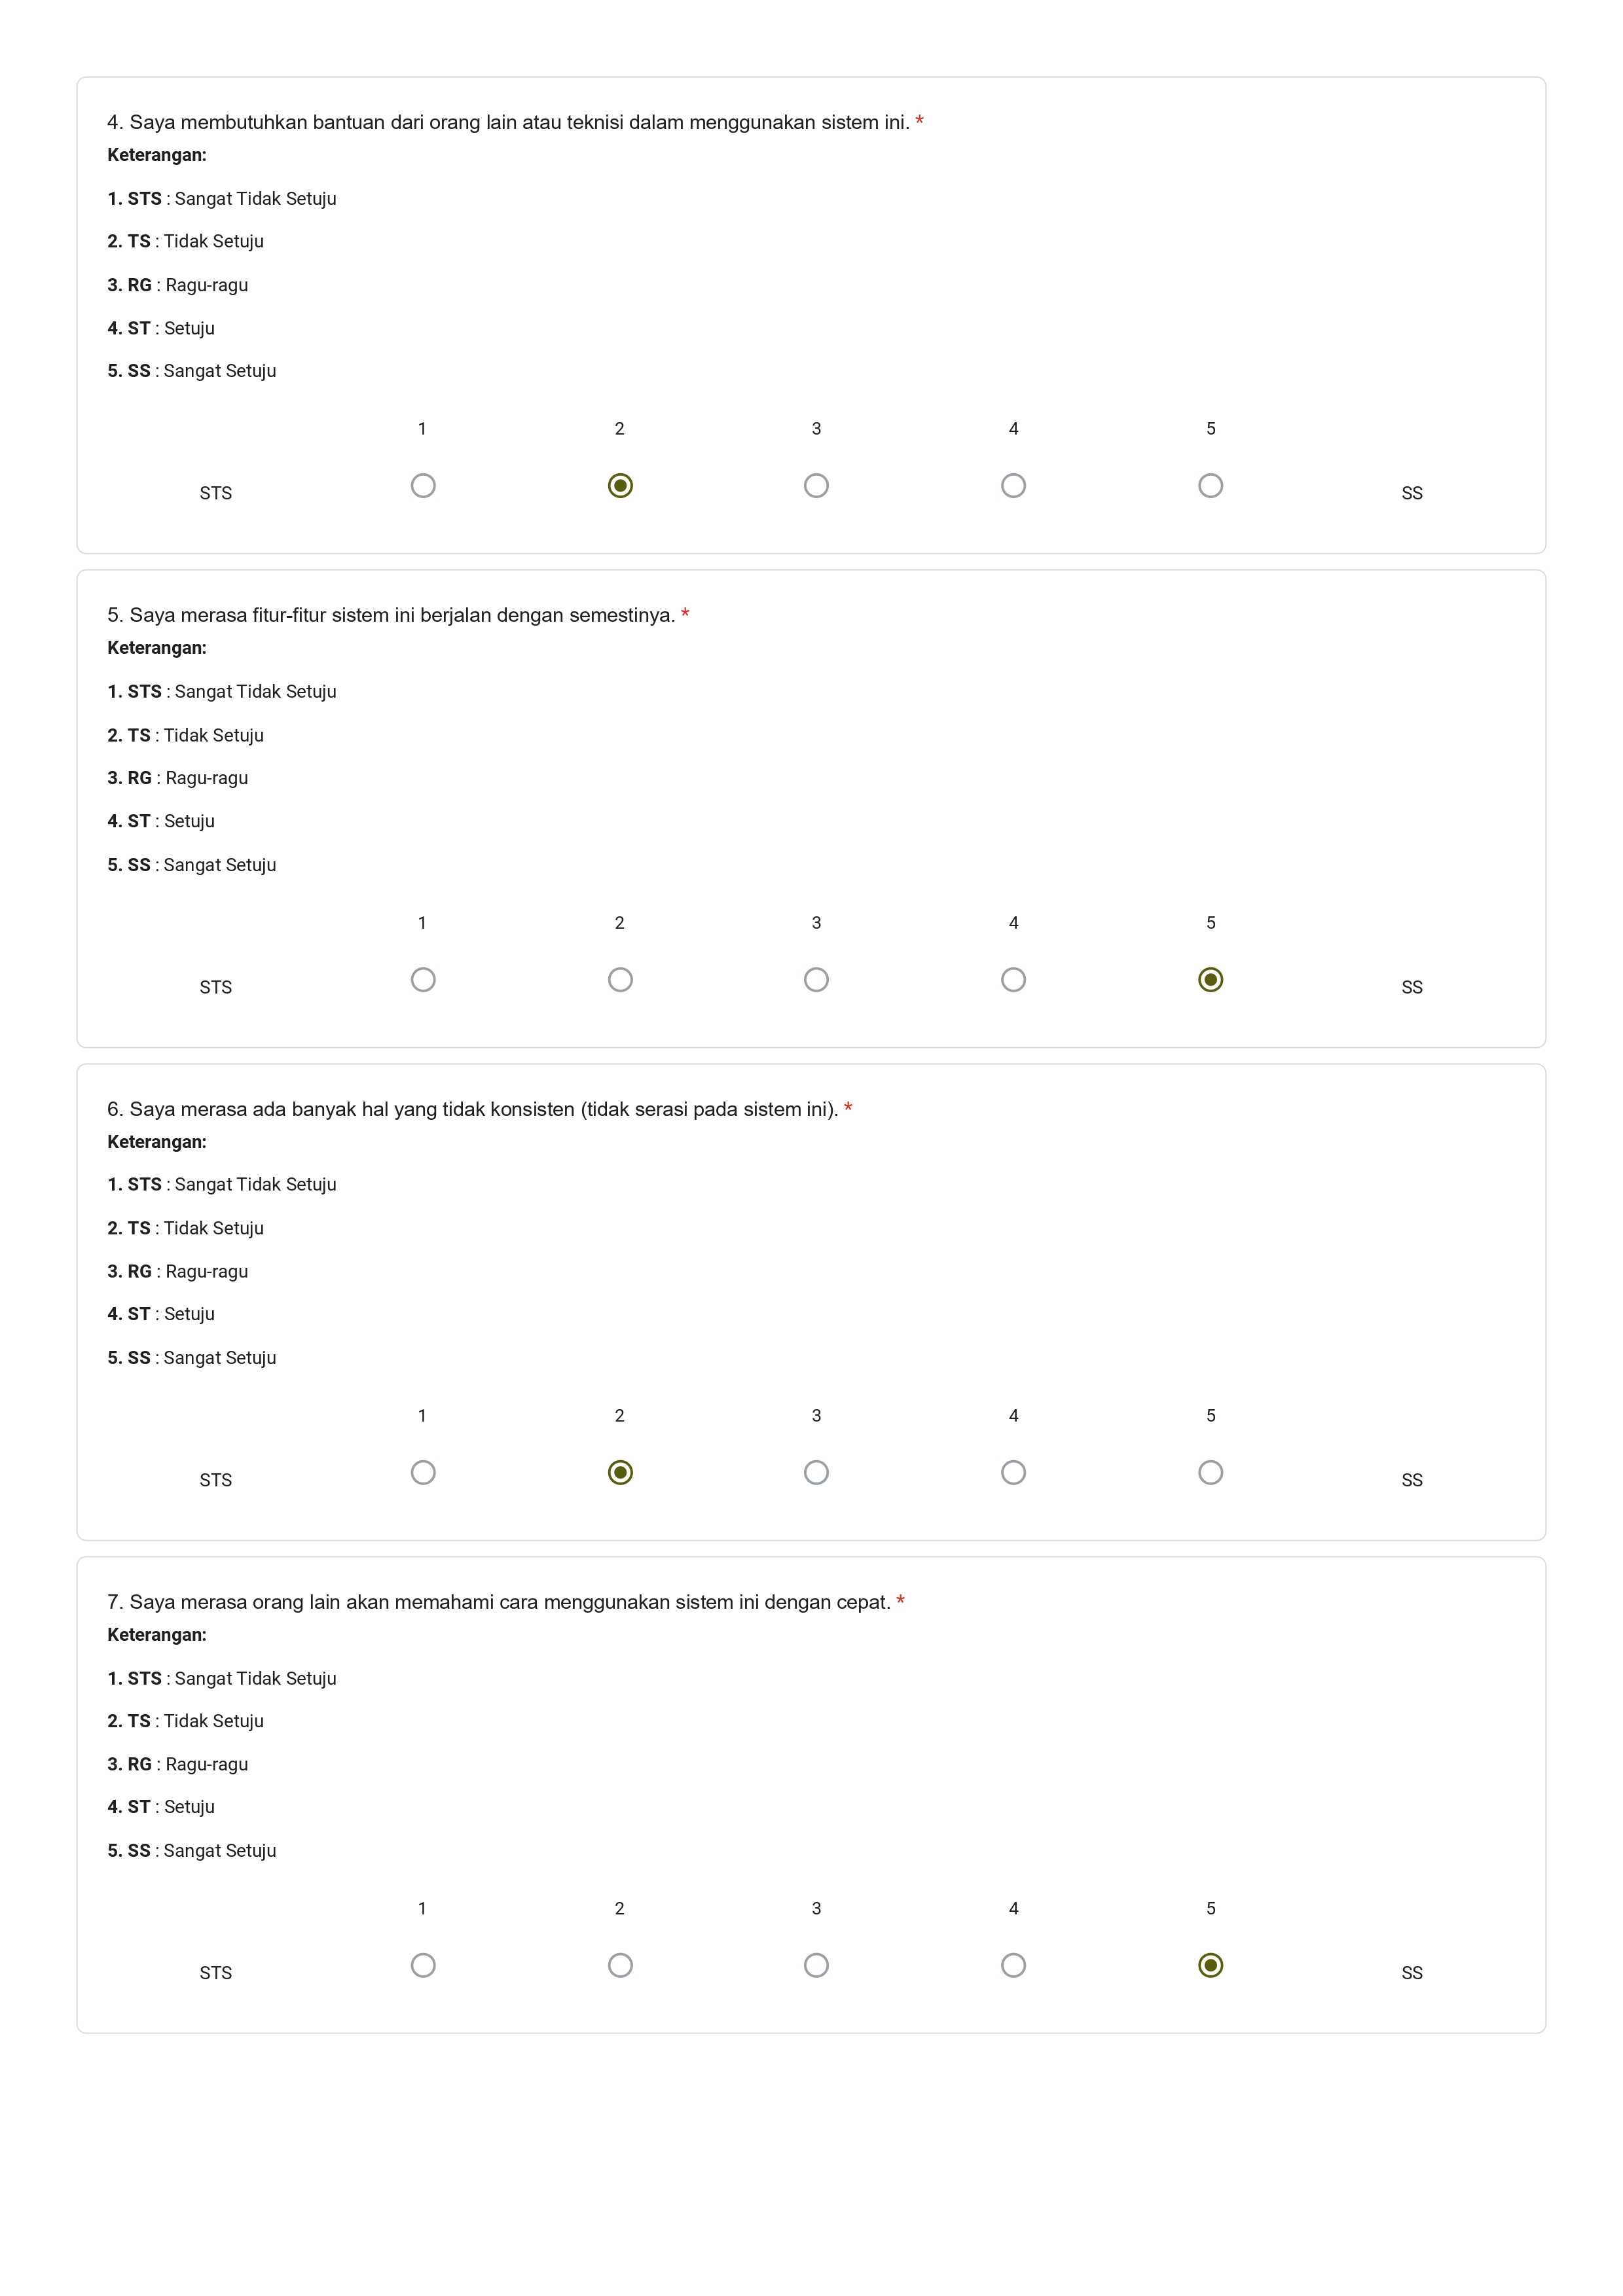 4. Saya membutuhkan bantuan dari orang lain atau teknisi dalam menggunakan sistem ini. *
Keterangan:
1. STS : Sangat Tidak Setuju
2. TS : Tidak Setuju
3. RG : Ragu-ragu
4. ST : Setuju
5. SS : Sangat Setuju
1 2 3 4 5
STS SS
5. Saya merasa fitur-fitur sistem ini berjalan dengan semestinya. *
Keterangan:
1. STS : Sangat Tidak Setuju
2. TS : Tidak Setuju
3. RG : Ragu-ragu
4. ST : Setuju
5. SS : Sangat Setuju
1 2 3 4 5
STS SS
6. Saya merasa ada banyak hal yang tidak konsisten (tidak serasi pada sistem ini). *
Keterangan:
1. STS : Sangat Tidak Setuju
2. TS : Tidak Setuju
3. RG : Ragu-ragu
4. ST : Setuju
5. SS : Sangat Setuju
1 2 3 4 5
STS SS
7. Saya merasa orang lain akan memahami cara menggunakan sistem ini dengan cepat. *
Keterangan:
1. STS : Sangat Tidak Setuju
2. TS : Tidak Setuju
3. RG : Ragu-ragu
4. ST : Setuju
5. SS : Sangat Setuju
1 2 3 4 5
STS SS